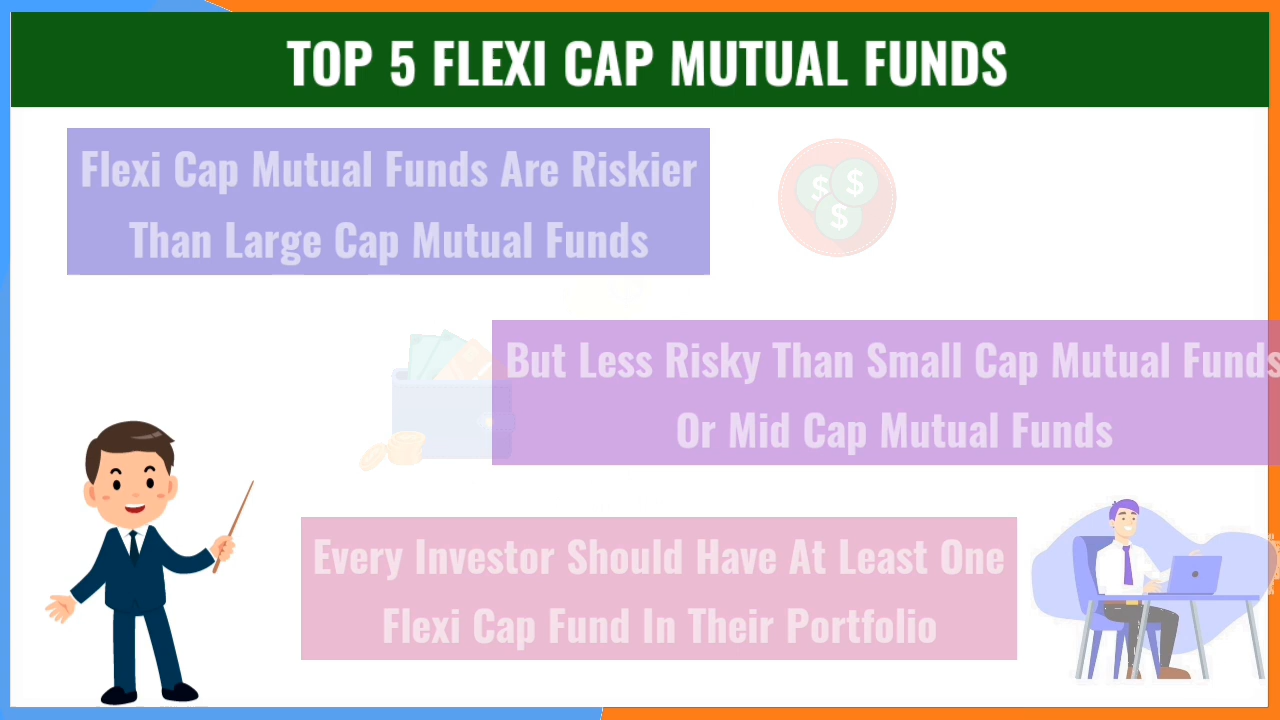 TOP 5 FLEXI CAP MUTUAL FUNDS
Flexi Cap Mutual Funds Are Riskier
Than Large Cap Mutual Funds
$ $
$
But Less Risky Than Small Cap Mutual Funds
Or Mid Cap Mutual Funds
Every Investor Should Have At Least One
Flexi Cap Fund In Their Portfolio